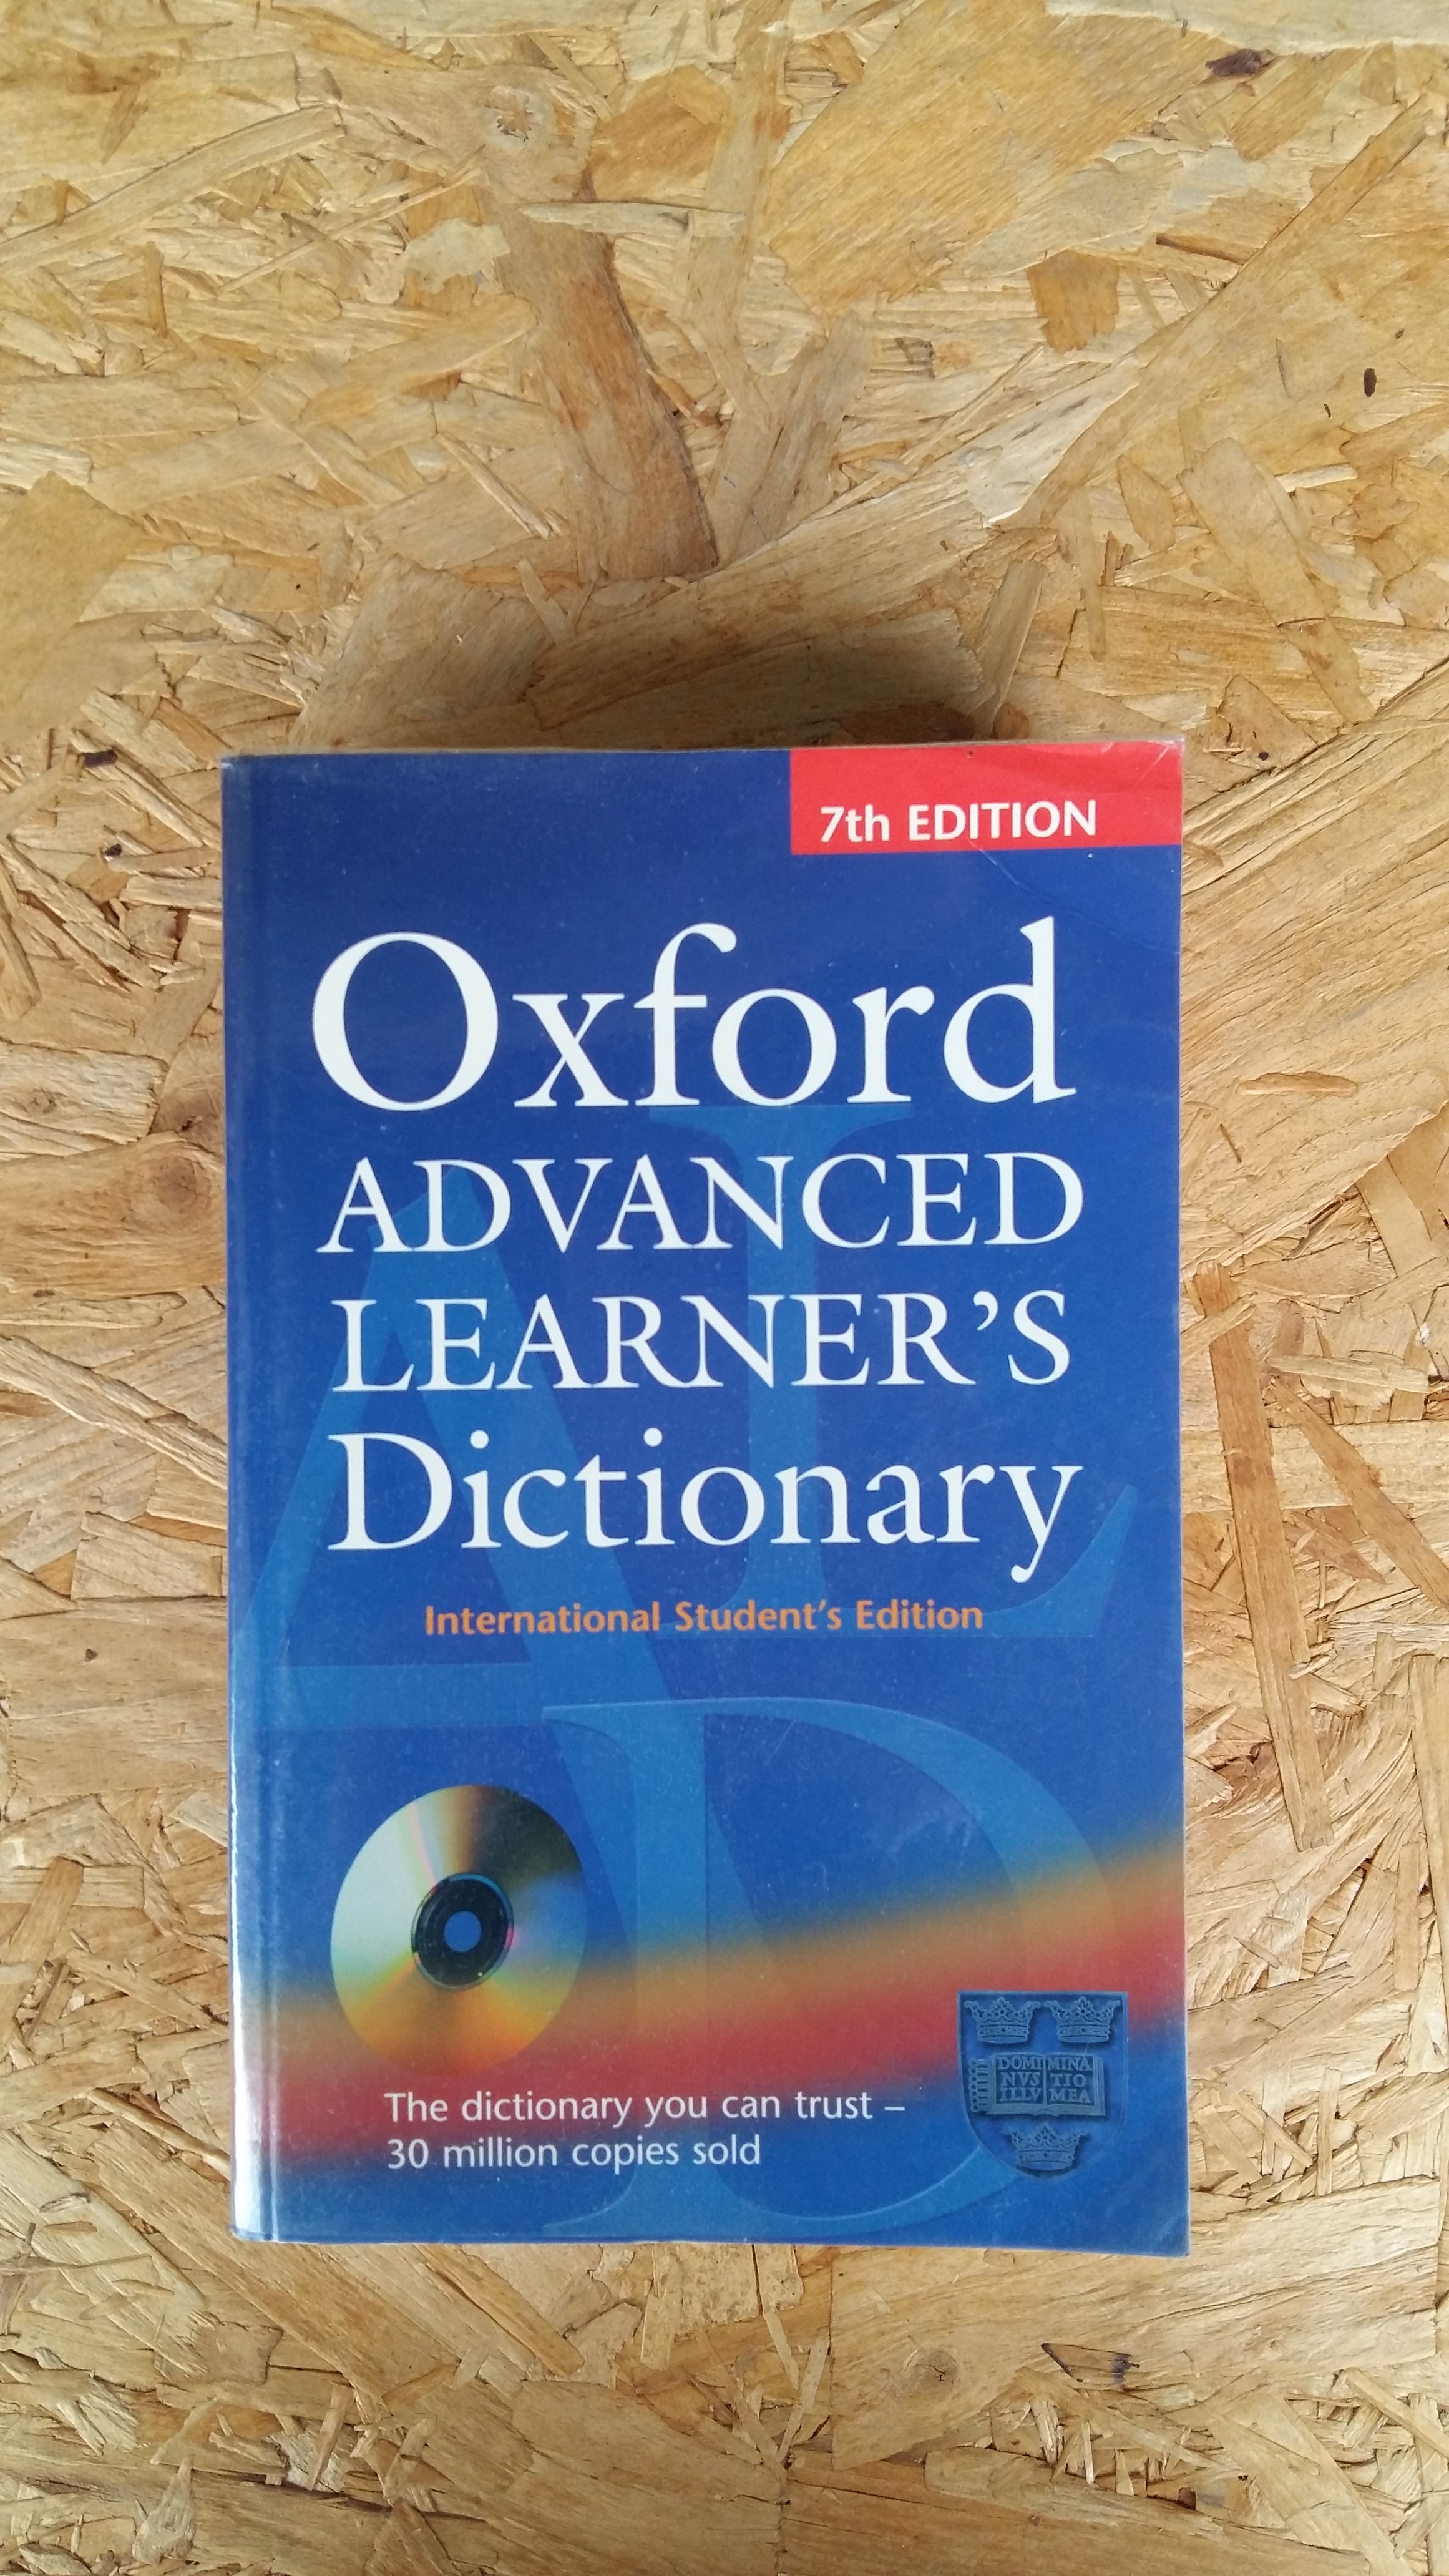 7th EDITION
Oxford
ADVANCED
LEARNER'S
Dictionary
International Student's Edition
The dictionary you can trust –
30 million copies sold
DOMI MINA
NVS TIO
ILLV MEA